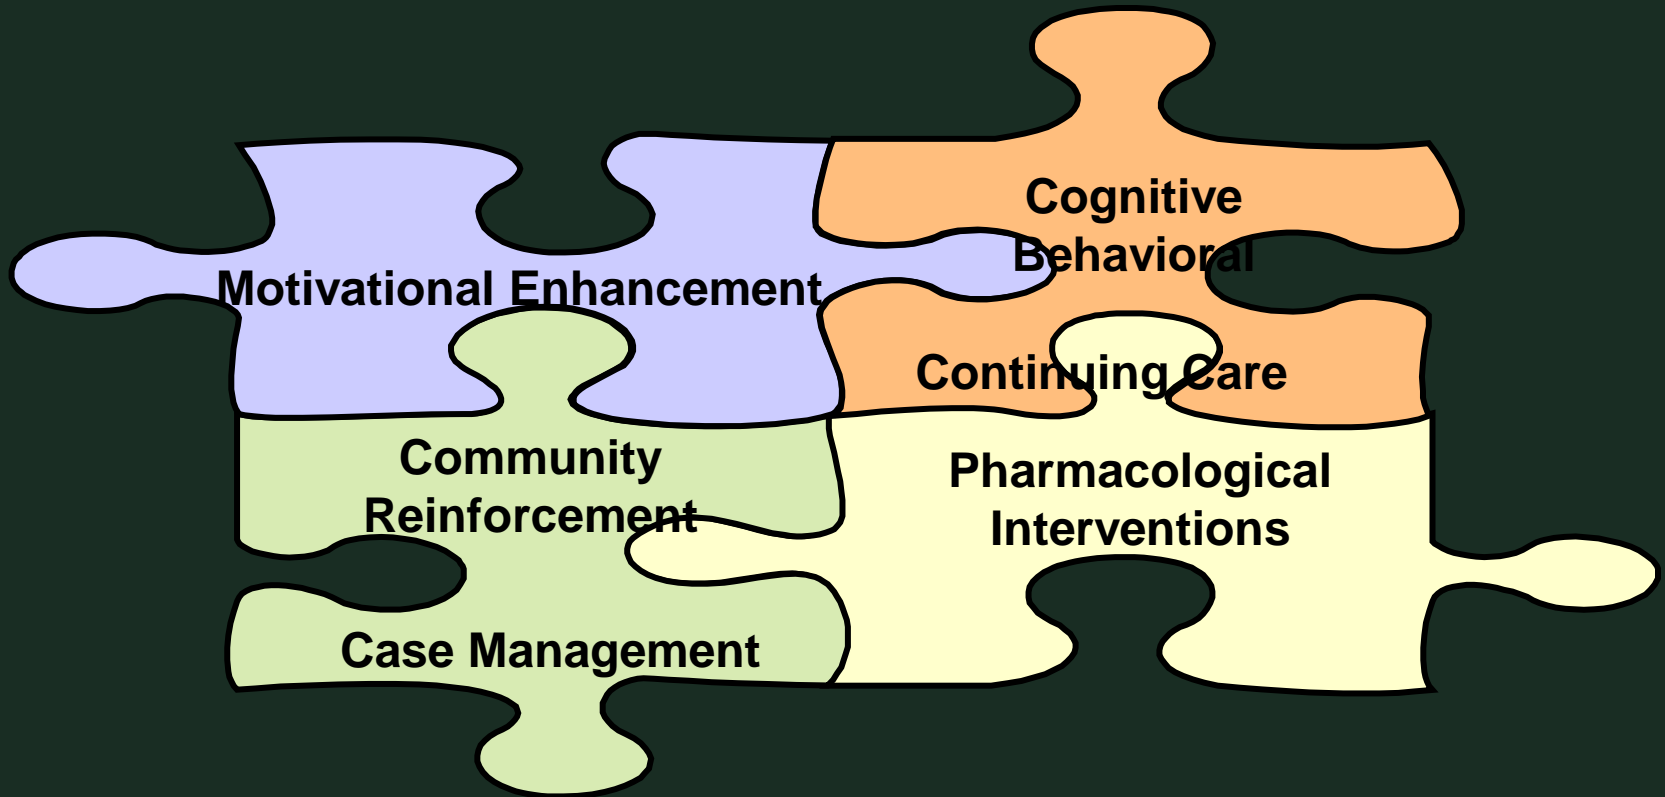 Motivational Enhancement
Cognitive
Behavioral
Continuing Care
Community
Reinforcement
Case Management
Pharmacological
Interventions